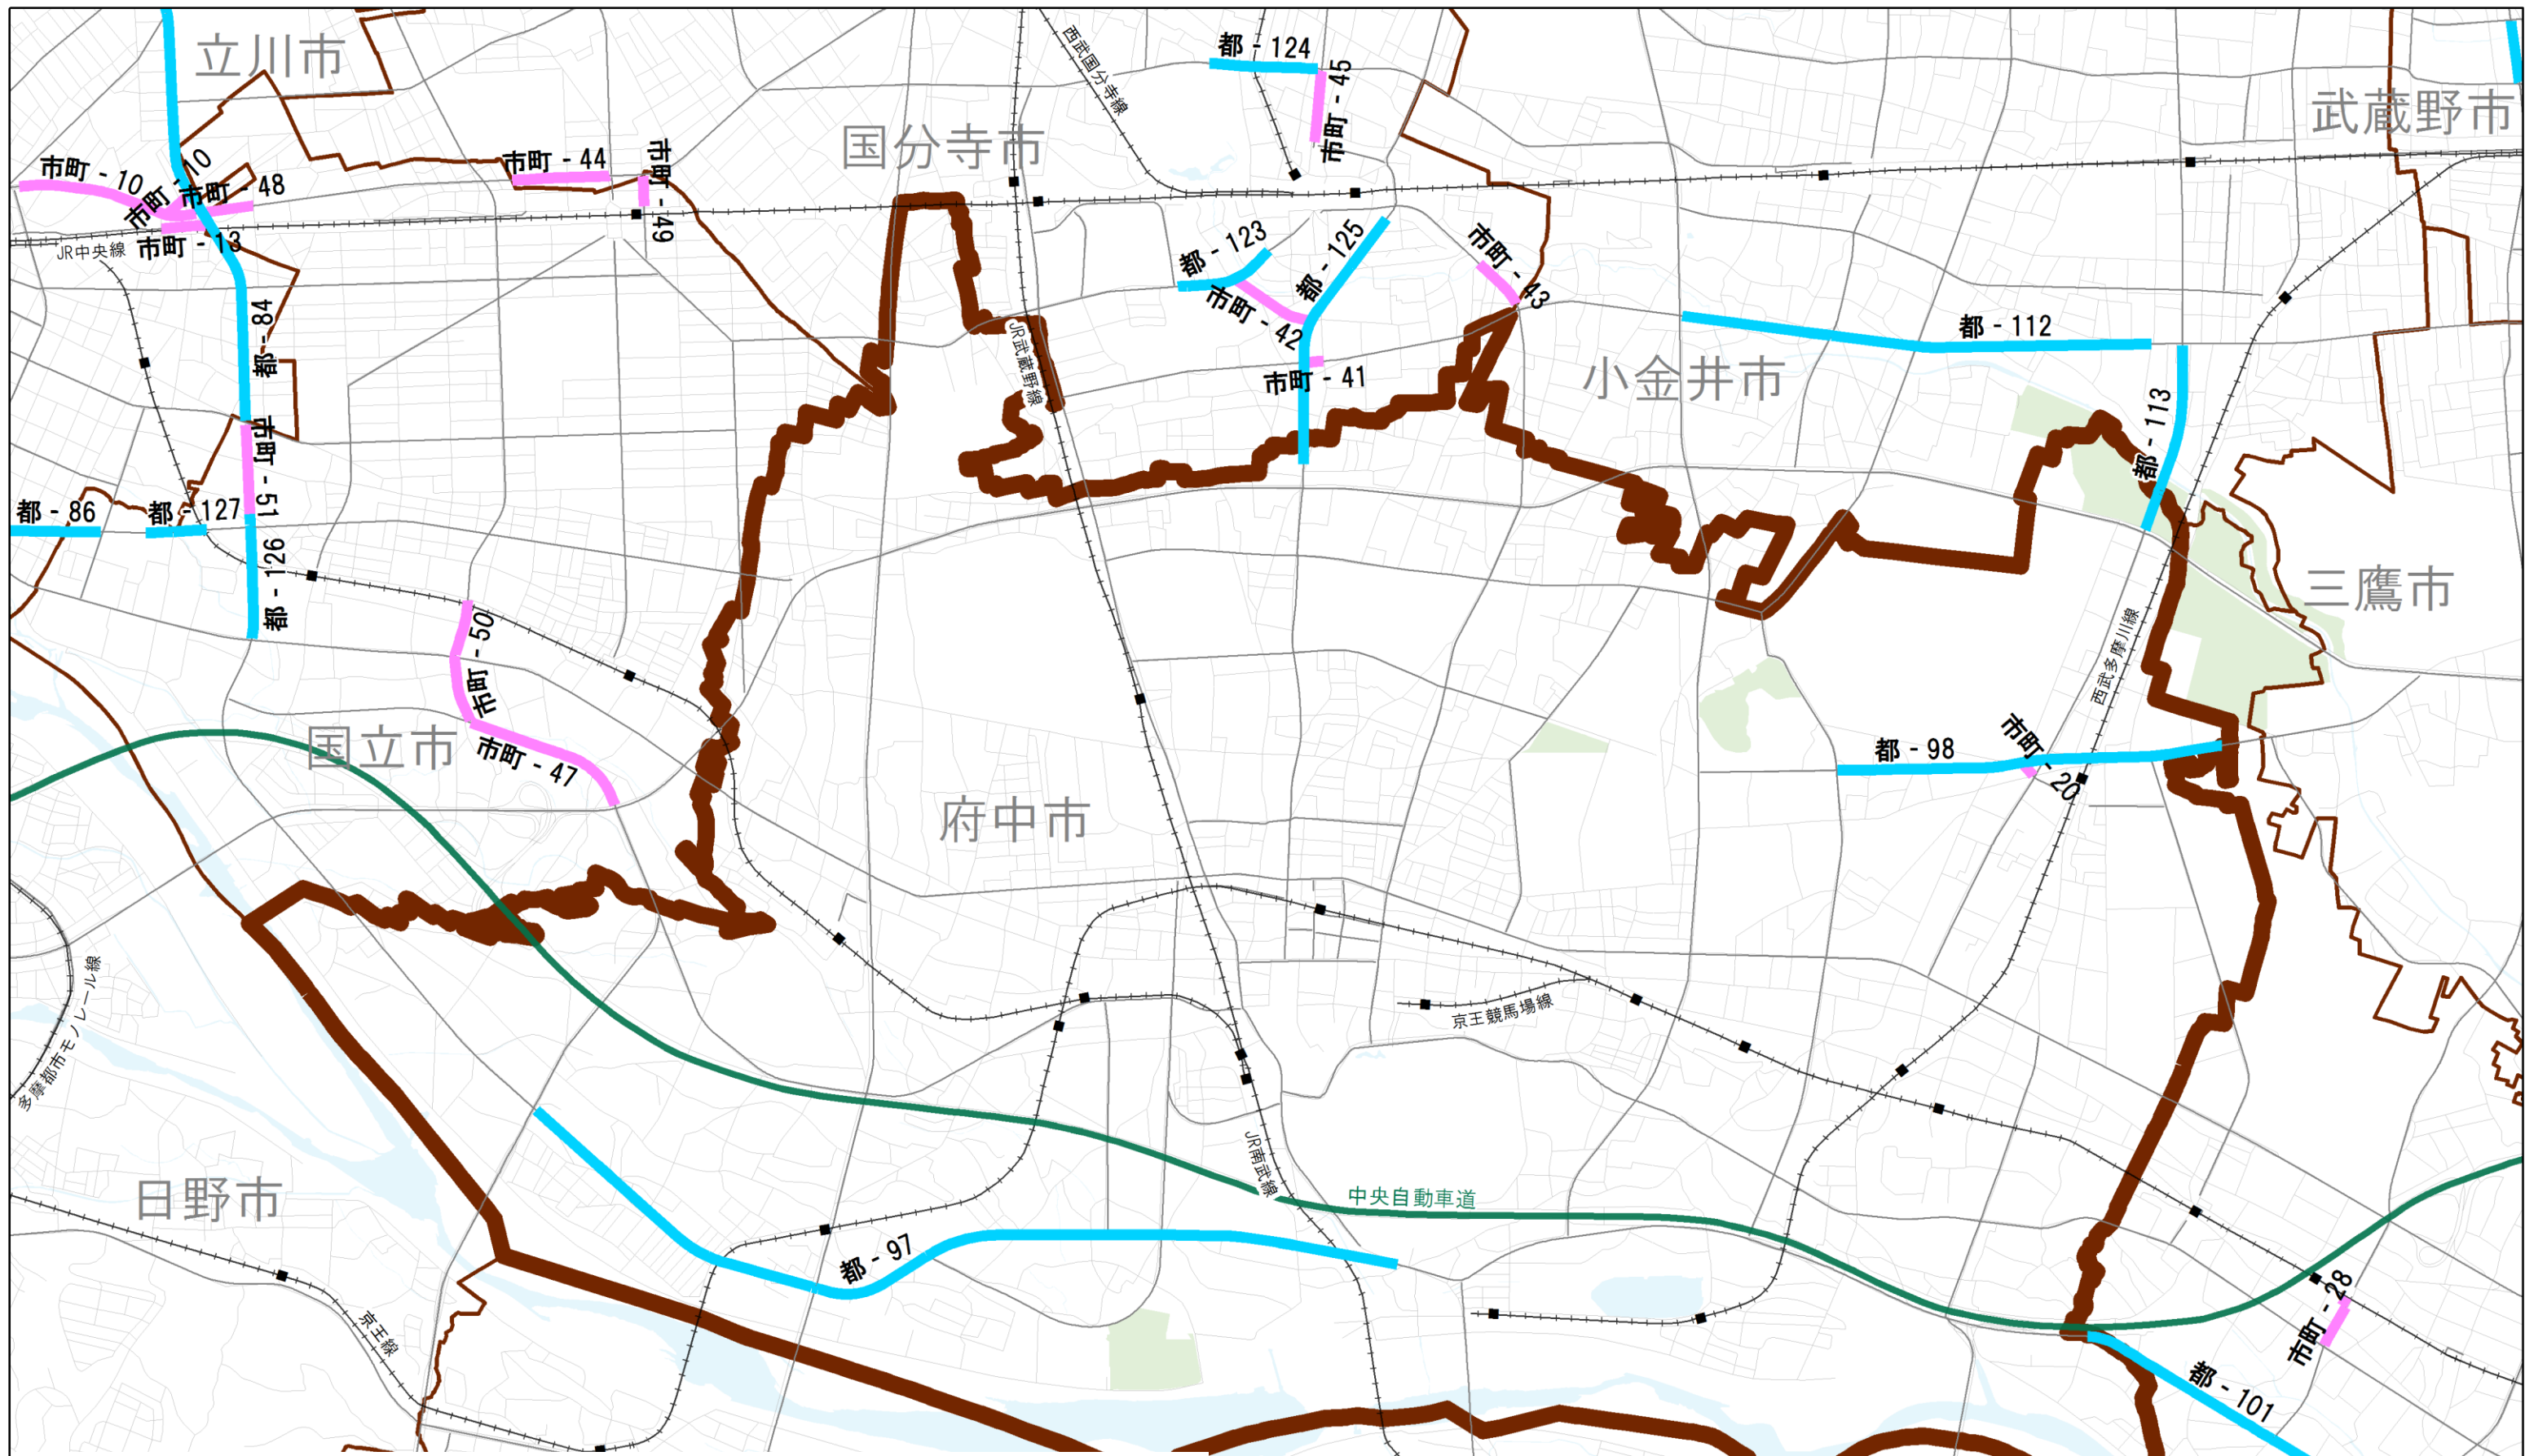 立川市
国分寺市
西武国分寺線
都 - 124
市町 - 45
武蔵野市
市町 - 10
市町 - 10
市町 - 48
市町 - 44
市町 - 49
JR中央線
市町 - 13
都 - 123
都 - 125
市町 - 43
市町 - 42
都 - 84
JR武蔵野線
市町 - 41
小金井市
都 - 112
都 - 113
市町 - 51
都 - 86
都 - 127
都 - 126
三鷹市
市町 - 50
西武多摩川線
国立市
市町 - 47
都 - 98
市町 - 20
府中市
多摩都市モノレール線
京王競馬場線
JR南武線
中央自動車道
日野市
都 - 97
京王線
市町 - 28
都 - 101